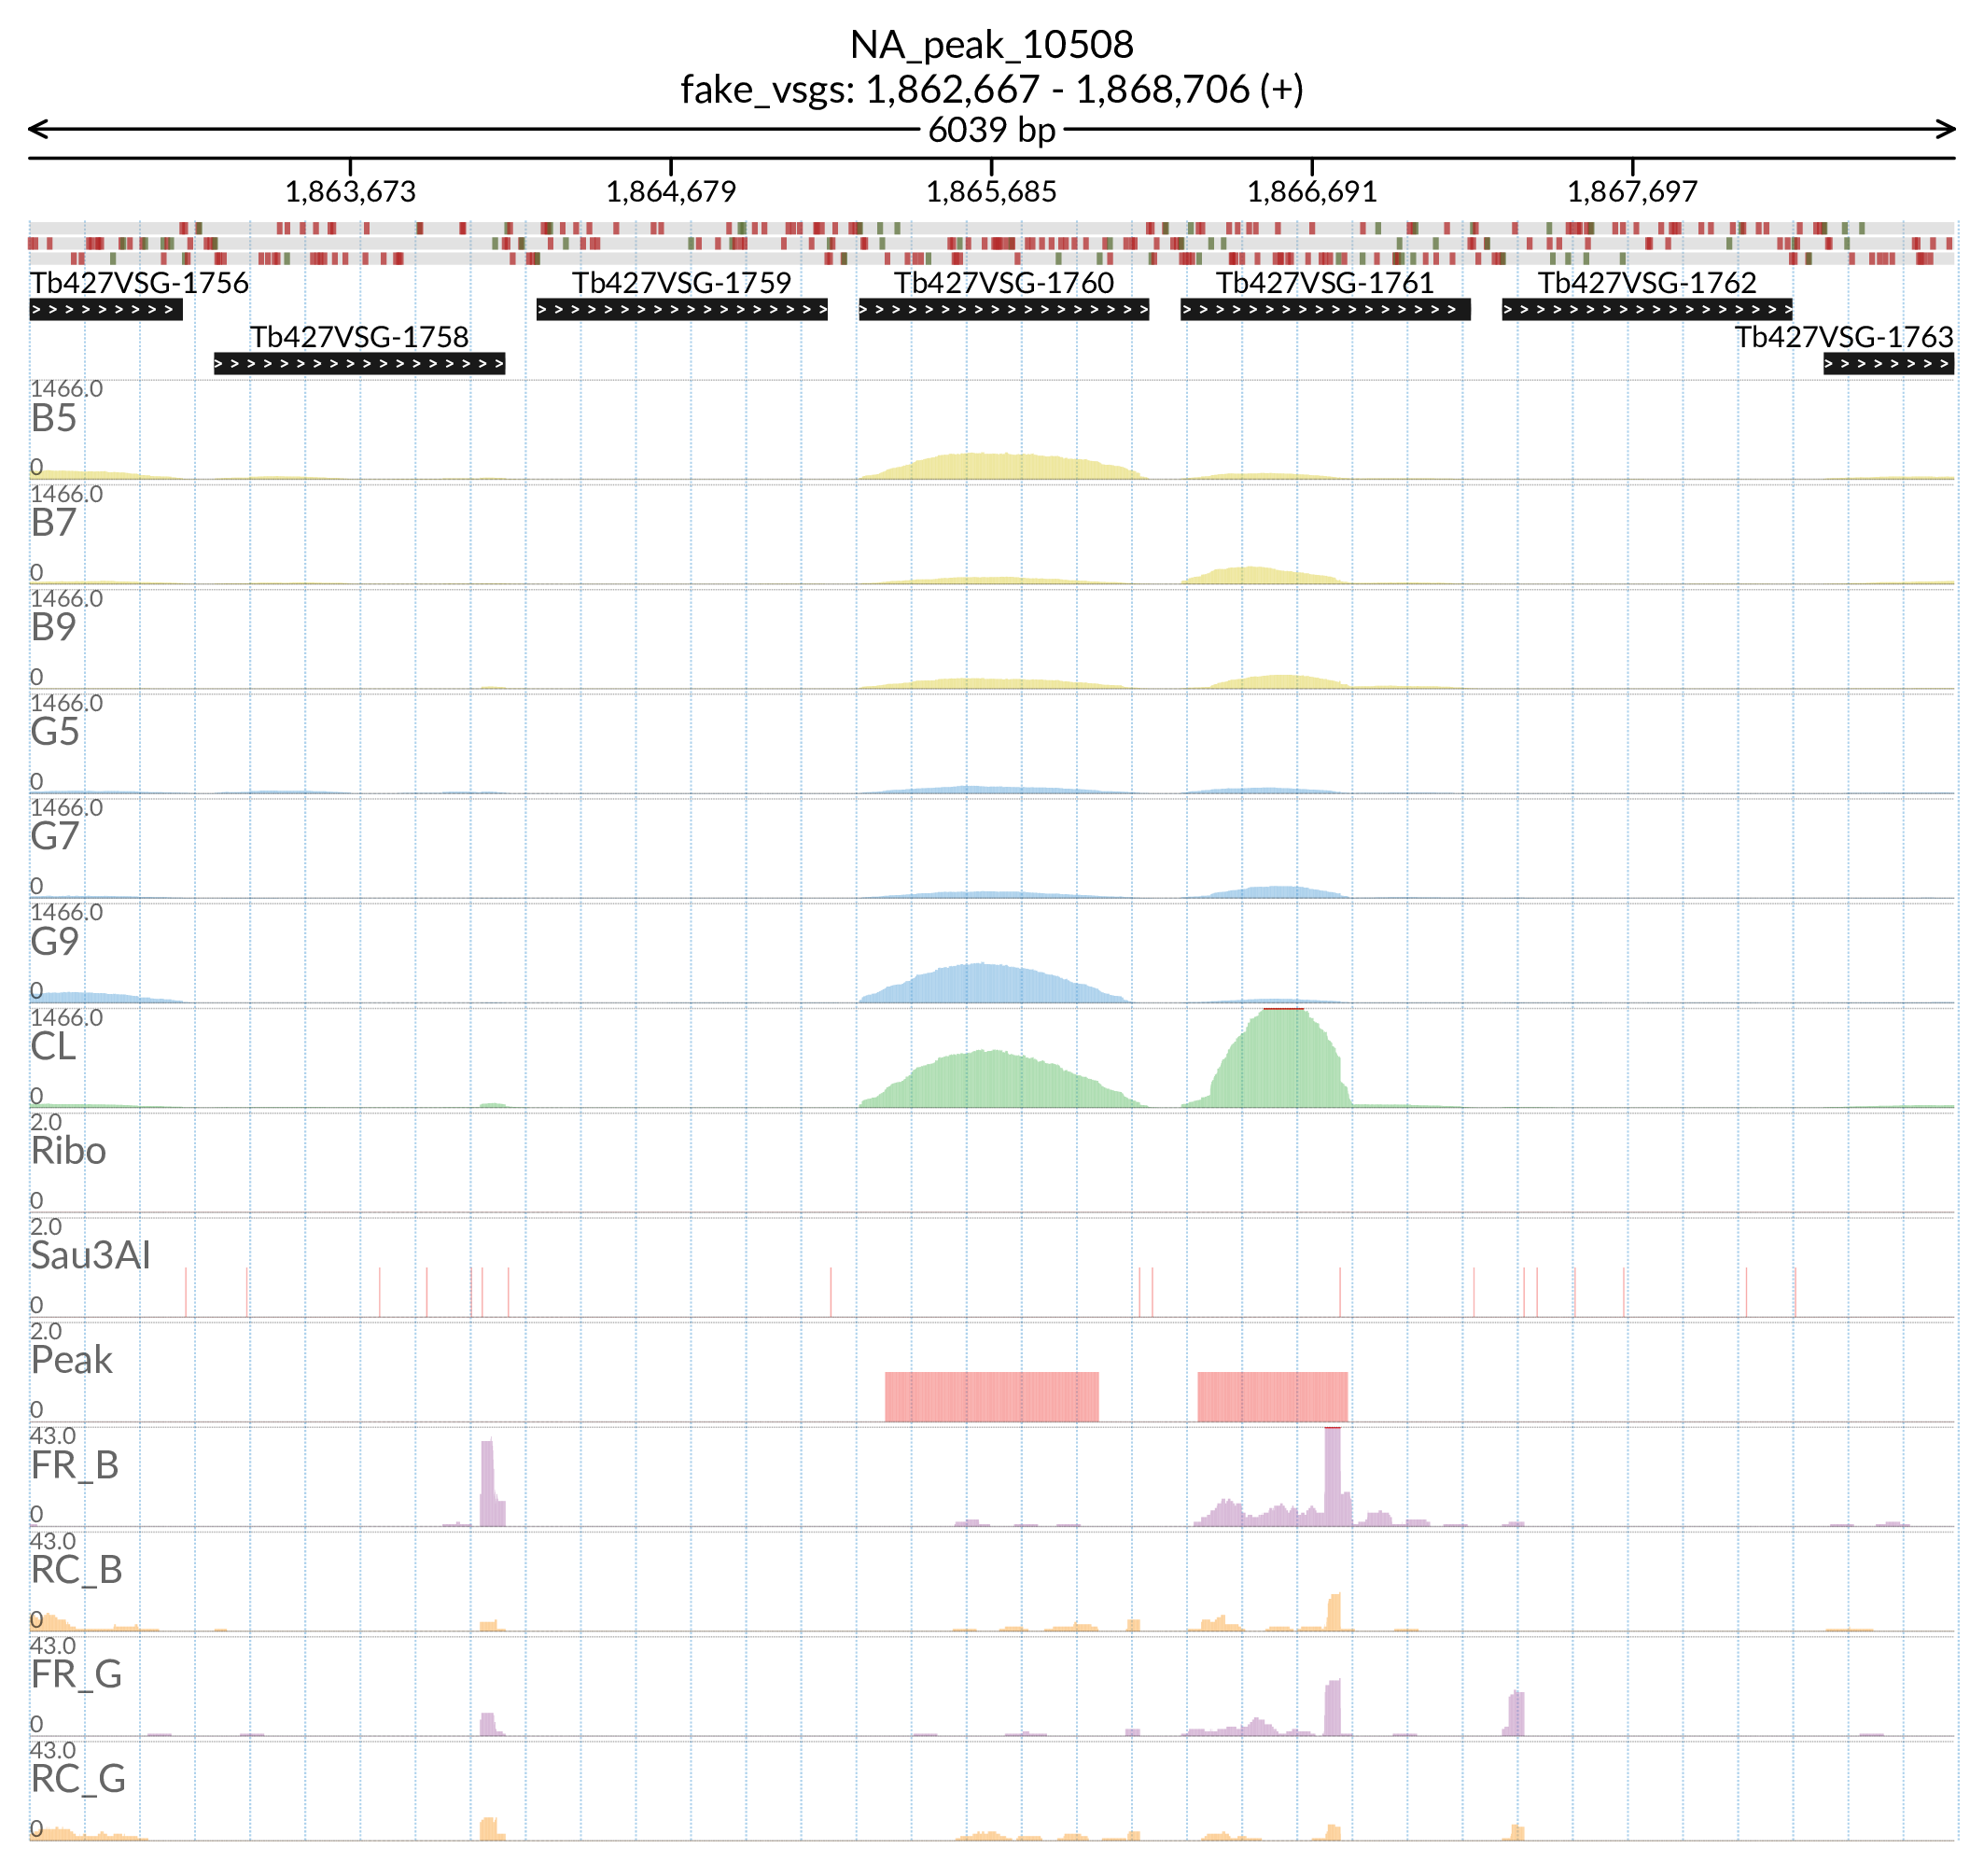 NA_peak_10508
fake_vsgs: 1,862,667 - 1,868,706 (+)
6039 bp
1,863,673 1,864,679 1,865,685 1,866,691 1,867,697
Tb427VSG-1756 Tb427VSG-1759 Tb427VSG-1760 Tb427VSG-1761 Tb427VSG-1762
Tb427VSG-1758 Tb427VSG-1763
1466.0
B5
0
1466.0
B7
0
1466.0
B9
0
1466.0
G5
0
1466.0
G7
0
1466.0
G9
0
1466.0
CL
0
2.0
Ribo
0
2.0
Sau3AI
0
2.0
Peak
0
43.0
FR_B
0
43.0
RC_B
0
43.0
FR_G
0
43.0
RC_G
0